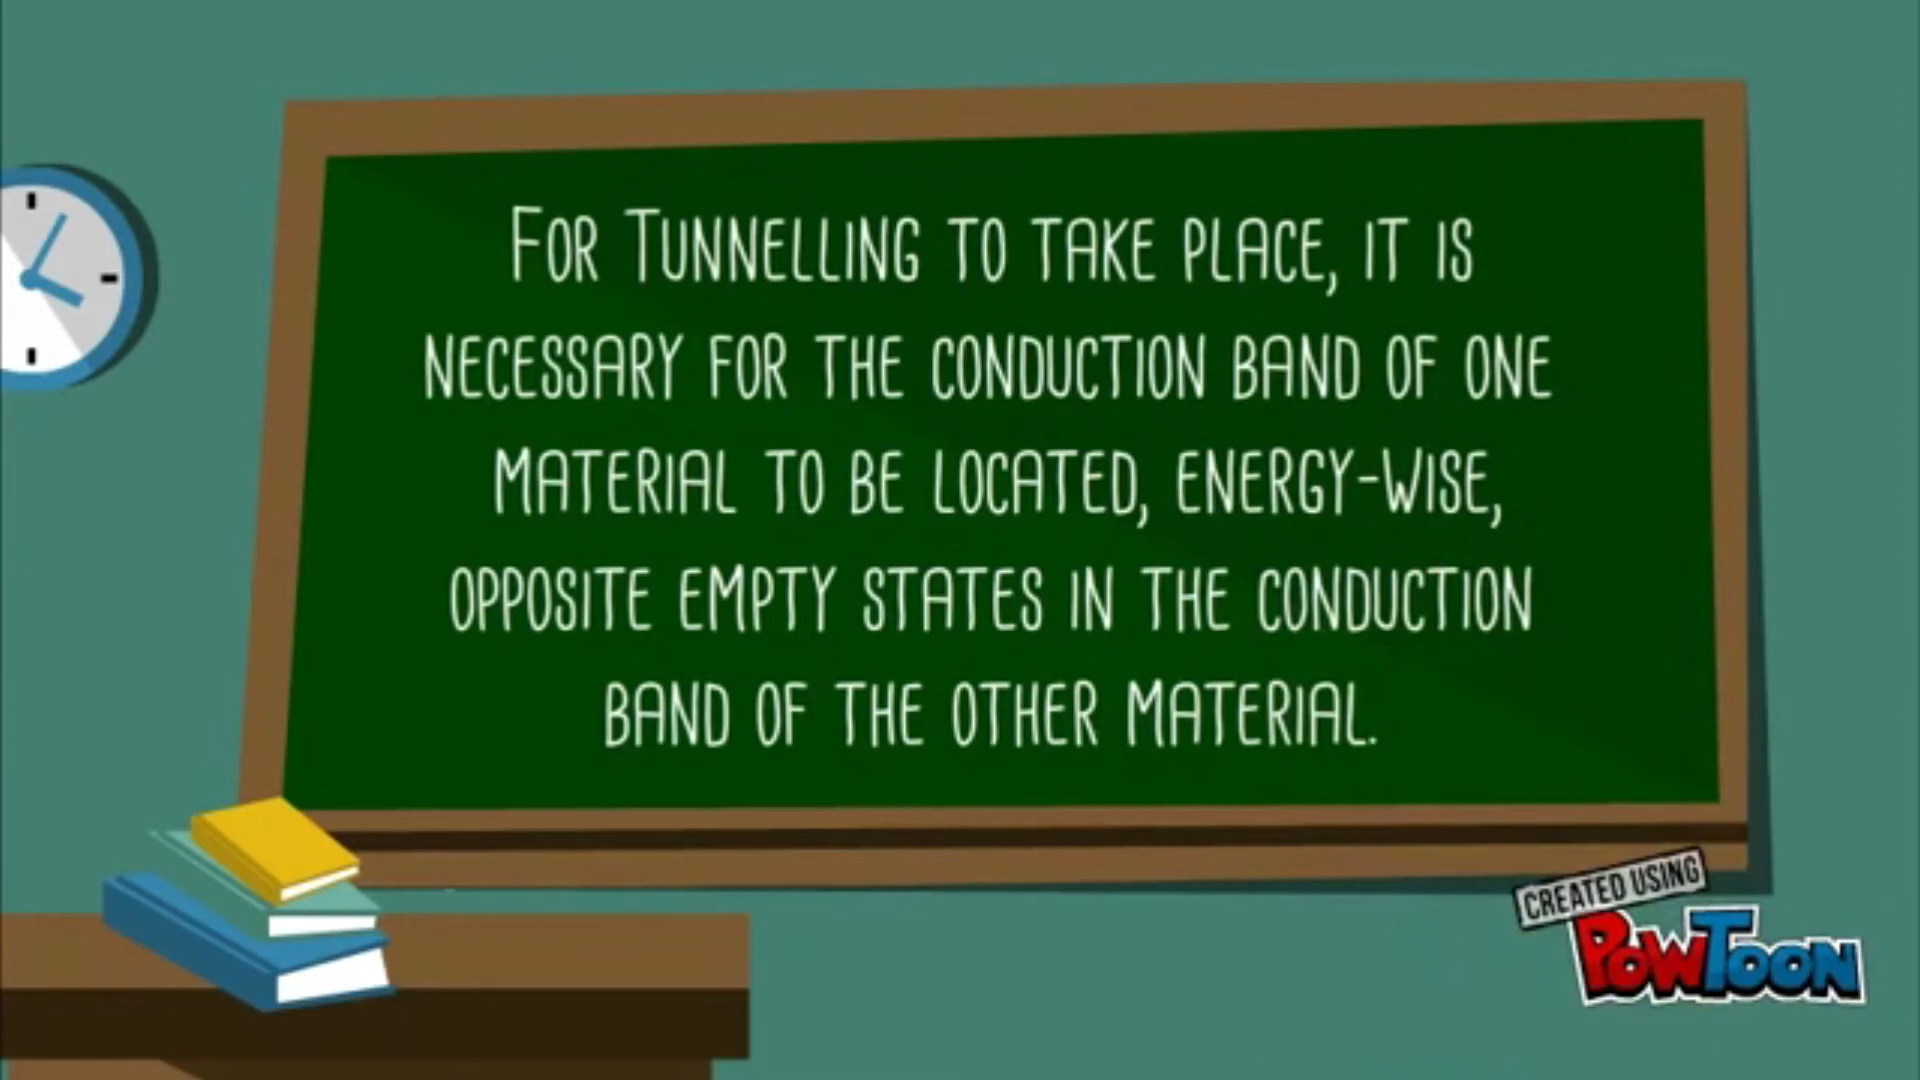 FOR TUNNELLING TO TAKE PLACE, IT IS
NECESSARY FOR THE CONDUCTION BAND OF ONE
MATERIAL TO BE LOCATED, ENERGY-WISE,
OPPOSITE EMPTY STATES IN THE CONDUCTION
BAND OF THE OTHER MATERIAL.
CREATED USING
POWTOON